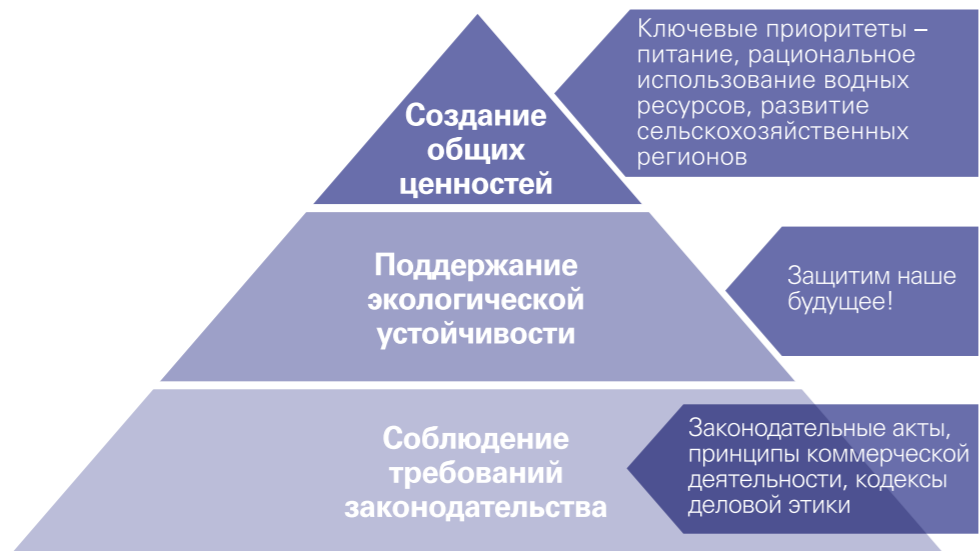 Создание
общих
ценностей
Ключевые приоритеты –
питание, рациональное
использование водных
ресурсов, развитие
сельскохозяйственных
регионов
Поддержание
экологической
устойчивости
Защитим наше
будущее!
Соблюдение
требований
законодательства
Законодательные акты,
принципы коммерческой
деятельности, кодексы
деловой этики